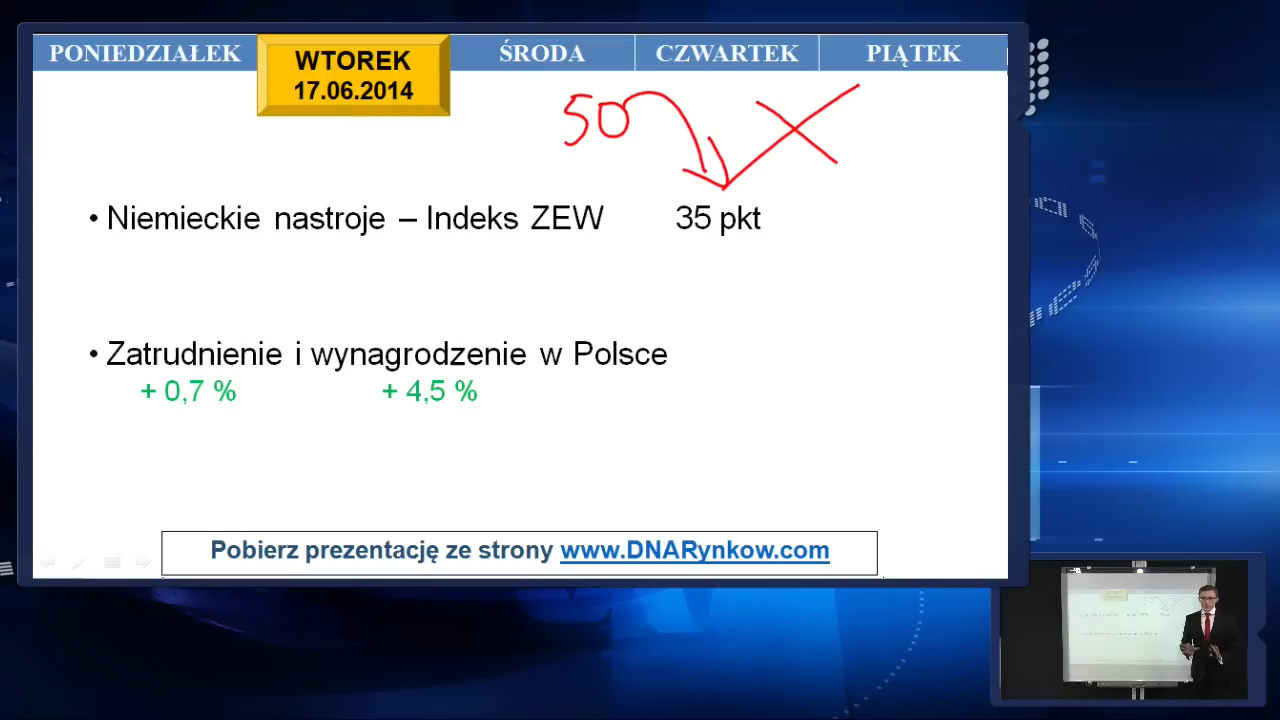 PONIEDZIAŁEK
WTOREK
17.06.2014
ŚRODA
CZWARTEK
PIĄTEK
50
• Niemieckie nastroje – Indeks ZEW 35 pkt
• Zatrudnienie i wynagrodzenie w Polsce
+ 0,7 % + 4,5 %
Pobierz prezentację ze strony www.DNARynkow.com